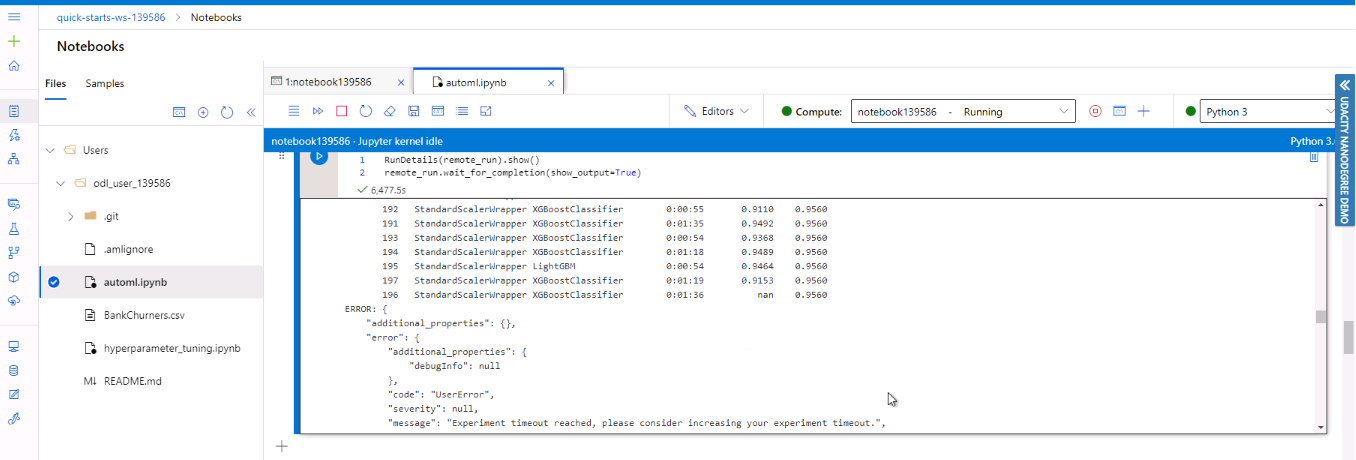 quick-starts-ws-139586 > Notebooks
Notebooks
Files Samples
1:notebook139586 ×
automl.ipynb ×
Editors
Compute: notebook139586 - Running
Python 3
notebook139586 · Jupyter kernel idle
Python 3.
UDACITY NANODEGREE DEMO
Users
odl_user_139586
.git
.amlignore
automl.ipynb
BankChurners.csv
hyperparameter_tuning.ipynb
M↓ README.md
1 RunDetails(remote_run).show()
2 remote_run.wait_for_completion(show_output=True)
6,477.5s
192 StandardScalerWrapper XGBoostClassifier 0:00:55 0.9110 0.9560
191 StandardScalerWrapper XGBoostClassifier 0:01:35 0.9492 0.9560
193 StandardScalerWrapper XGBoostClassifier 0:00:54 0.9368 0.9560
194 StandardScalerWrapper XGBoostClassifier 0:01:18 0.9489 0.9560
195 StandardScalerWrapper LightGBM 0:00:54 0.9464 0.9560
197 StandardScalerWrapper XGBoostClassifier 0:01:19 0.9153 0.9560
196 StandardScalerWrapper XGBoostClassifier 0:01:36 nan 0.9560
ERROR: {
"additional_properties": {},
"error": {
"additional_properties": {
"debugInfo": null
},
"code": "UserError",
"severity": null,
"message": "Experiment timeout reached, please consider increasing your experiment timeout.",